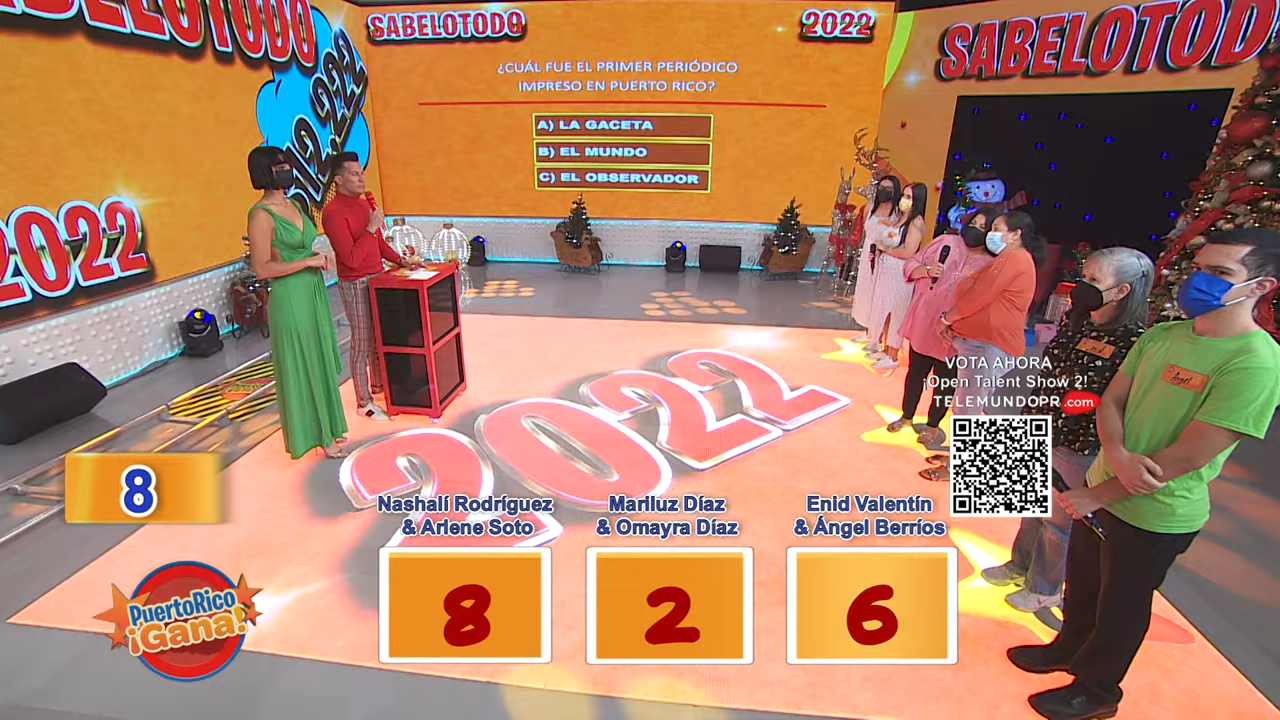 SABELOTODO
2022
SABELOTODO
SABELOTOD
¿CUÁL FUE EL PRIMER PERIÓDICO
IMPRESO EN PUERTO RICO?
A) LA GACETA
B) EL MUNDO
C) EL OBSERVADOR
2022
2022
VOTA AHORA
¡Open Talent Show 2!
TELEMUNDOPR.com
Angel
2022
8
Nashalí Rodríguez
& Arlene Soto
Mariluz Díaz
& Omayra Díaz
Enid Valentín
& Ángel Berríos
8
2
6
PuertoRico
¡Gana!